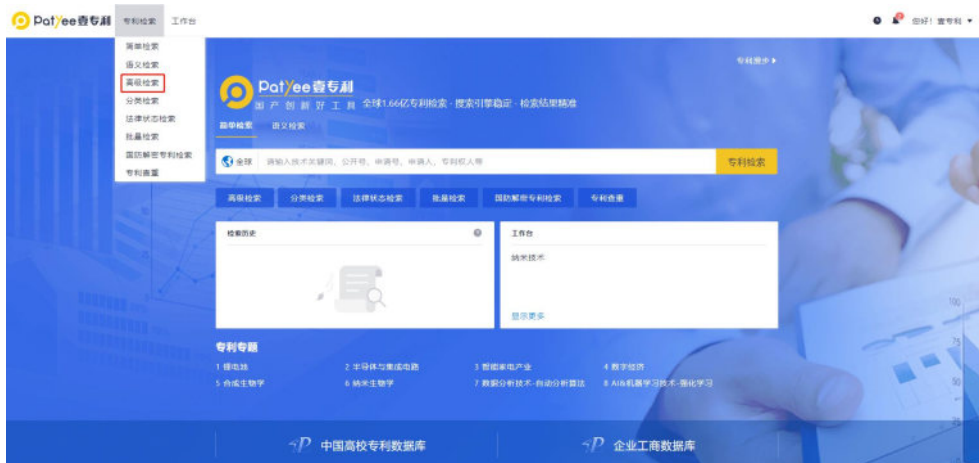 Patyee壹专利 专利检索 工作台 2 您好！壹专利
简单检索
语义检索
高级检索
分类检索
法律状态检索
批量检索
国防解密专利检索
专利查重
专利漫步
Patyee壹专利
国产创新好工具 全球1.66亿专利检索·搜索引擎稳定·检索结果精准
简单检索 语义检索
全球 请输入技术关键词、公开号、申请号、申请人、专利权人等 专利检索
高级检索 分类检索 法律状态检索 批量检索 国防解密专利检索 专利查重
检索历史 工作台
纳米技术
显示更多
专利专题
1 锂电池 2 半导体与集成电路 3 智能家电产业 4 数字经济
5 合成生物学 6 纳米生物学 7 数据分析技术-自动分析算法 8 AI&机器学习技术-强化学习
中国高校专利数据库 企业工商数据库
100
75
50
25